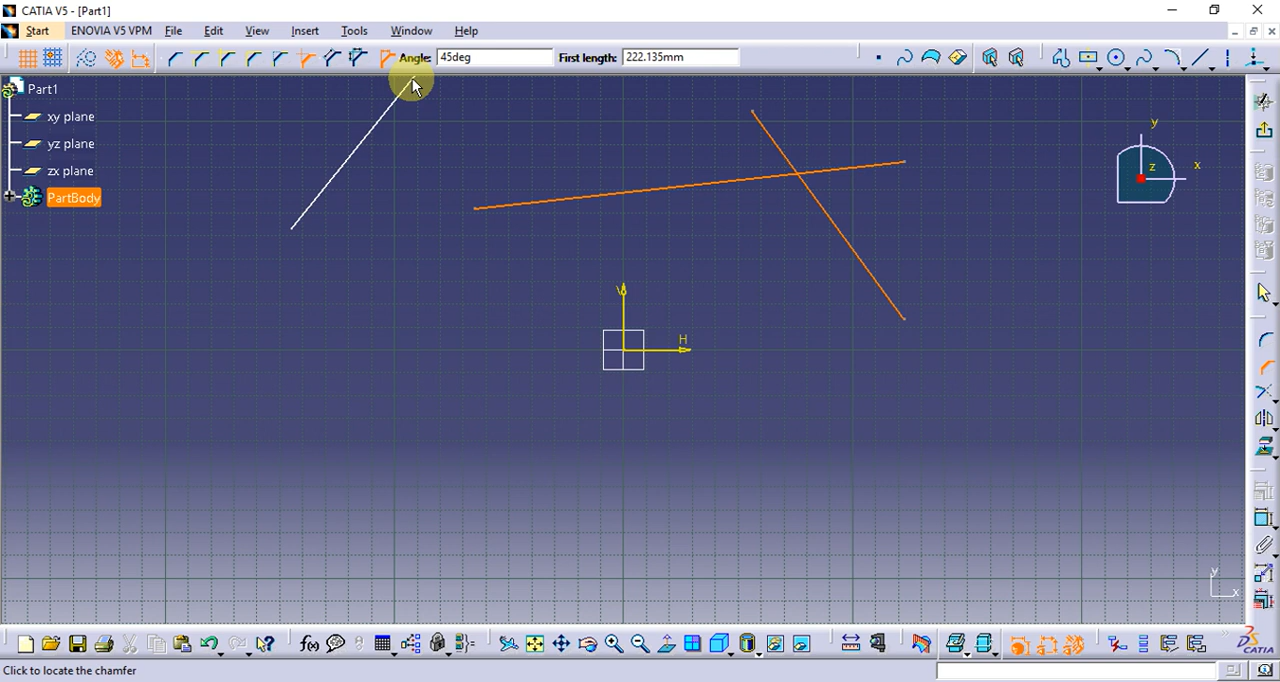 CATIA V5 - [Part1]
Start ENOVIA V5 VPM File Edit View Insert Tools Window Help
Angle: 45deg First length: 222.135mm
Part1
xy plane
yz plane
zx plane
PartBody
y
x
z
V
H
y
x
f(x)
CATIA
Click to locate the chamfer